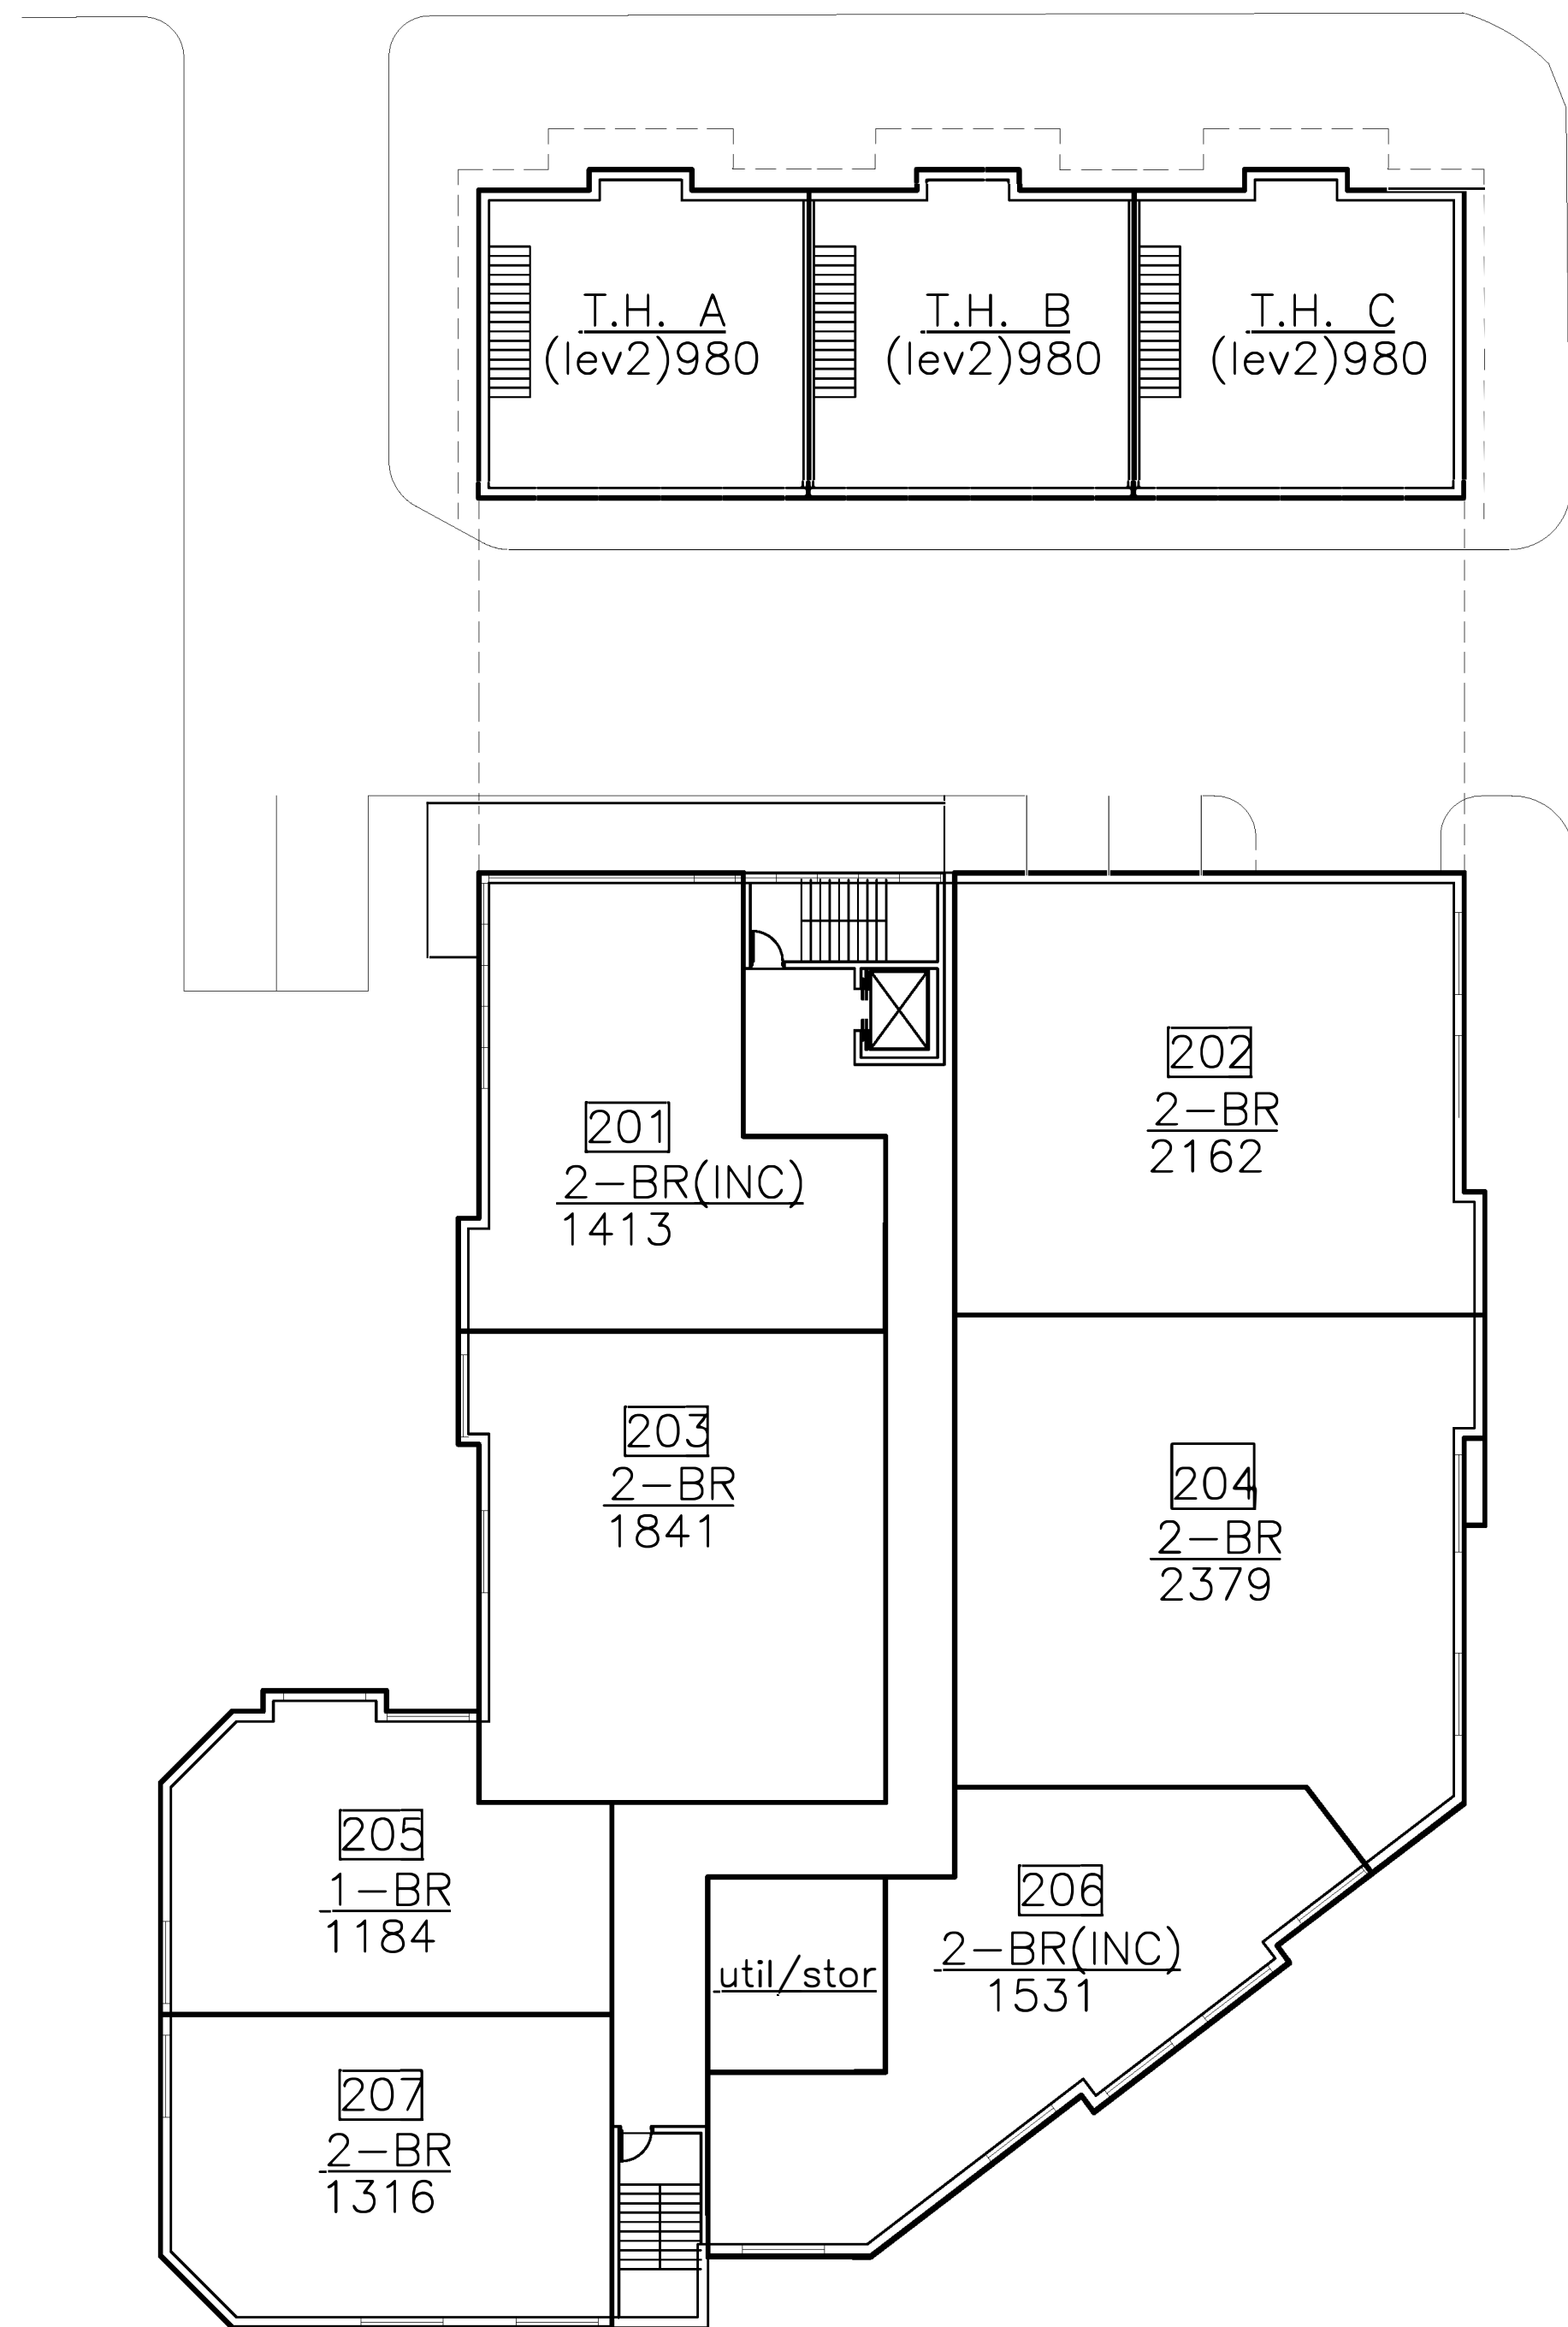 T.H. A
(lev2)980
T.H. B
(lev2)980
T.H. C
(lev2)980
201
2-BR(INC)
1413
202
2-BR
2162
203
2-BR
1841
204
2-BR
2379
205
1-BR
1184
206
2-BR(INC)
1531
util/stor
207
2-BR
1316